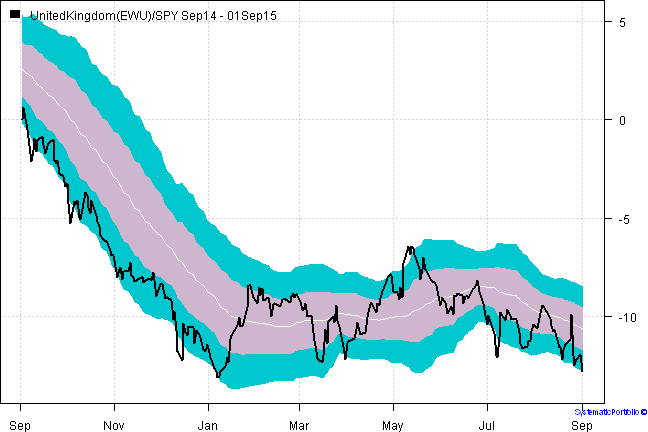 UnitedKingdom(EWU)/SPY Sep14 - 01Sep15
5
0
-5
-10
SystematicPortfolio ©
Sep Nov Jan Mar May Jul Sep